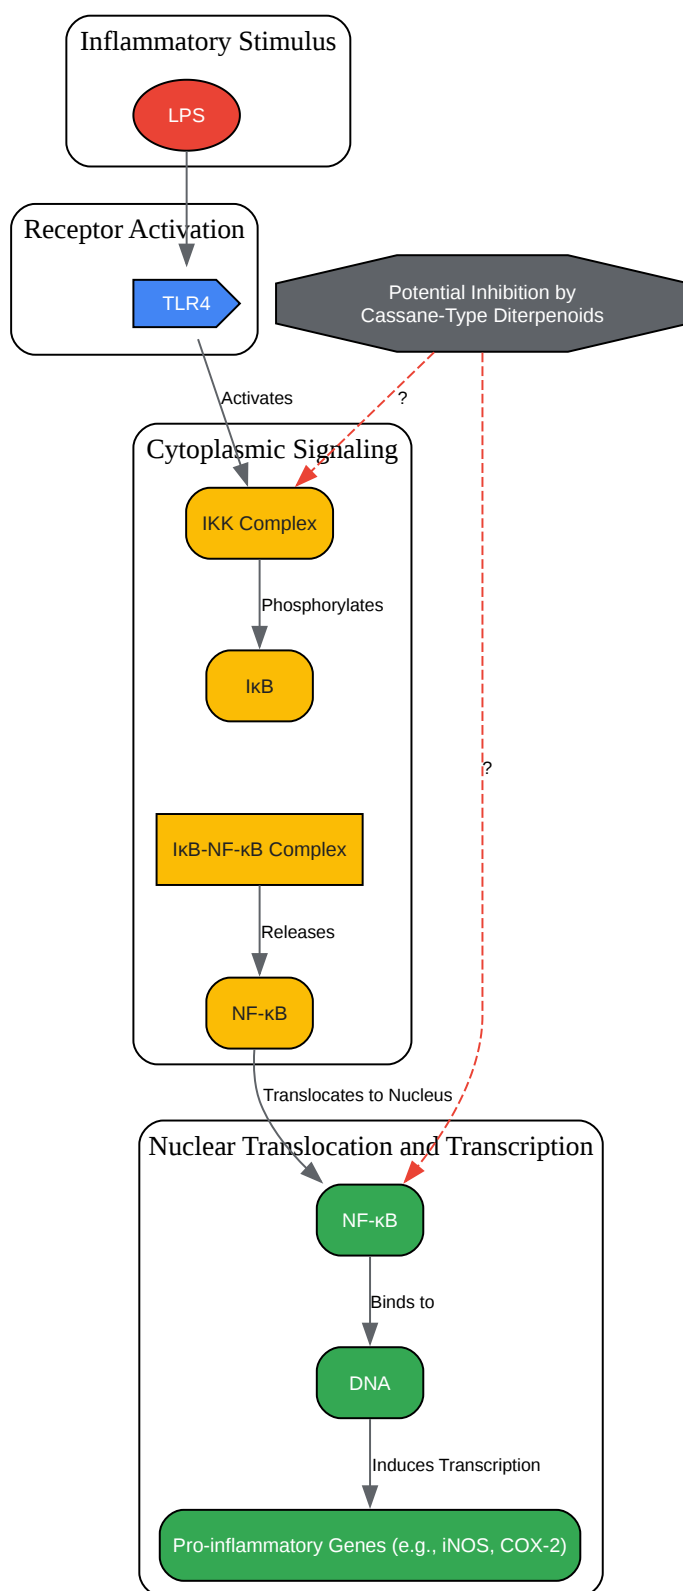 Inflammatory Stimulus
LPS
Receptor Activation
TLR4
Potential Inhibition by
Cassane-Type Diterpenoids
Activates
?
Cytoplasmic Signaling
IKK Complex
Phosphorylates
IκB
?
IκB-NF-κB Complex
Releases
NF-κB
Translocates to Nucleus
Nuclear Translocation and Transcription
NF-κB
Binds to
DNA
Induces Transcription
Pro-inflammatory Genes (e.g., iNOS, COX-2)